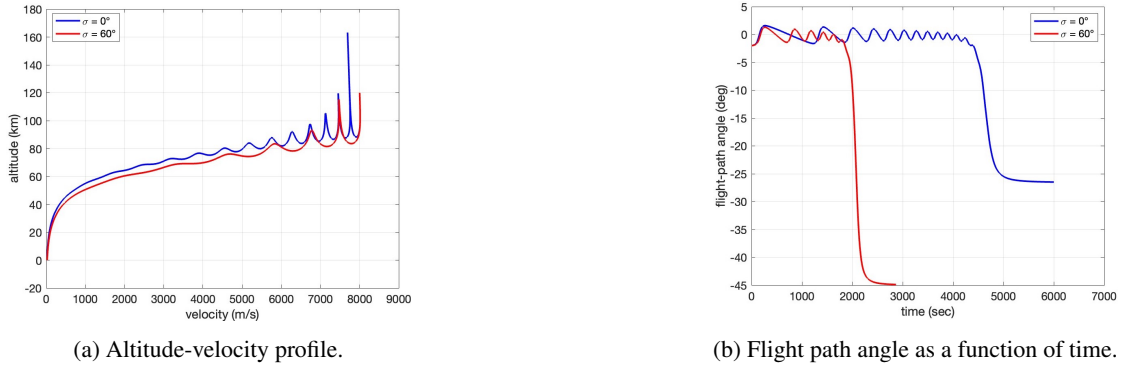 180
160
140
120
100
80
60
40
20
0
-20
altitude (km)
σ = 0°
σ = 60°
0 1000 2000 3000 4000 5000 6000 7000 8000 9000
velocity (m/s)
(a) Altitude-velocity profile.
5
0
-5
-10
-15
-20
-25
-30
-35
-40
-45
flight-path angle (deg)
σ = 0°
σ = 60°
0 1000 2000 3000 4000 5000 6000 7000
time (sec)
(b) Flight path angle as a function of time.